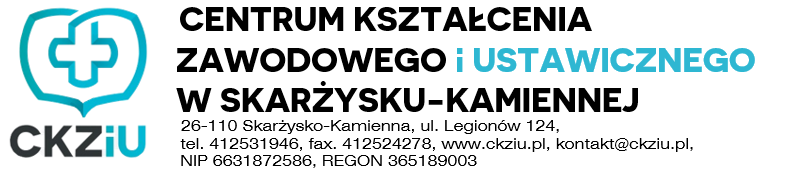 CENTRUM KSZTAŁCENIA
ZAWODOWEGO i USTAWICZNEGO
W SKARŻYSKU-KAMIENNEJ
CKZiU
26-110 Skarżysko-Kamienna, ul. Legionów 124,
tel. 412531946, fax. 412524278, www.ckziu.pl, kontakt@ckziu.pl,
NIP 6631872586, REGON 365189003